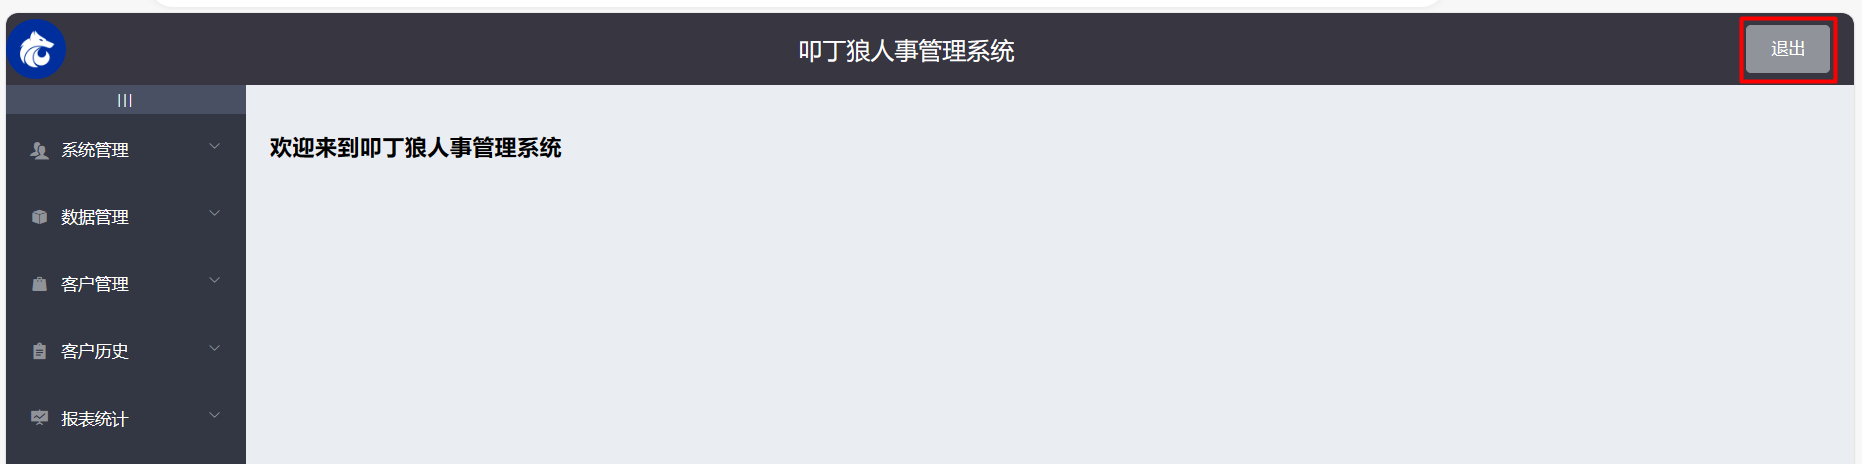 叩丁狼人事管理系统
退出
|||
系统管理
欢迎来到叩丁狼人事管理系统
数据管理
客户管理
客户历史
报表统计